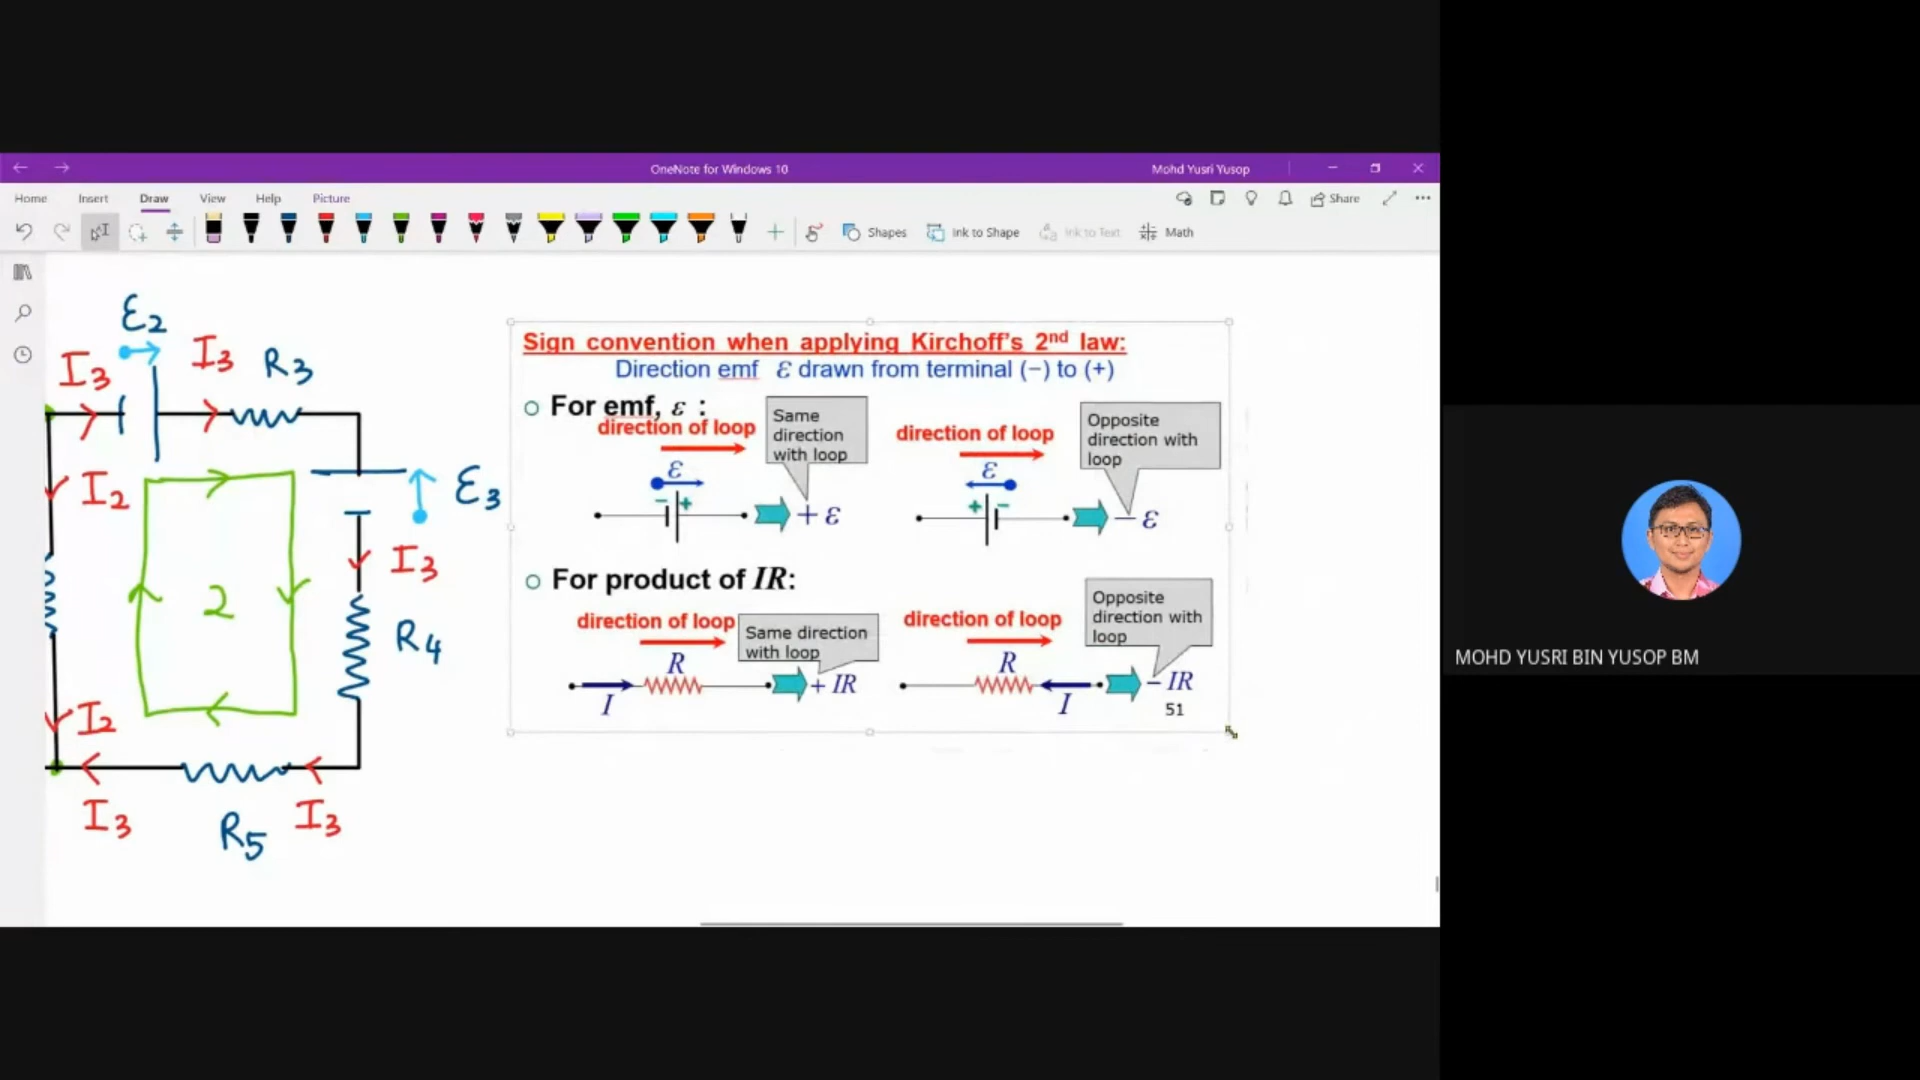 OneNote for Windows 10
Mohd Yusri Yusop
Home Insert Draw View Help Picture
Share
Shapes Ink to Shape Ink to Text Math
ε2
I3 I3 R3
I2
ε3
I3
2
R4
I2
I3 R5 I3
Sign convention when applying Kirchoff's 2nd law:
Direction emf ε drawn from terminal (−) to (+)
For emf, ε :
direction of loop
Same
direction
with loop
ε
− +
+ ε
direction of loop
Opposite
direction with
loop
ε
+ −
− ε
For product of IR:
direction of loop
Same direction
with loop
R
I
+ IR
direction of loop
Opposite
direction with
loop
R
I
− IR
51
MOHD YUSRI BIN YUSOP BM